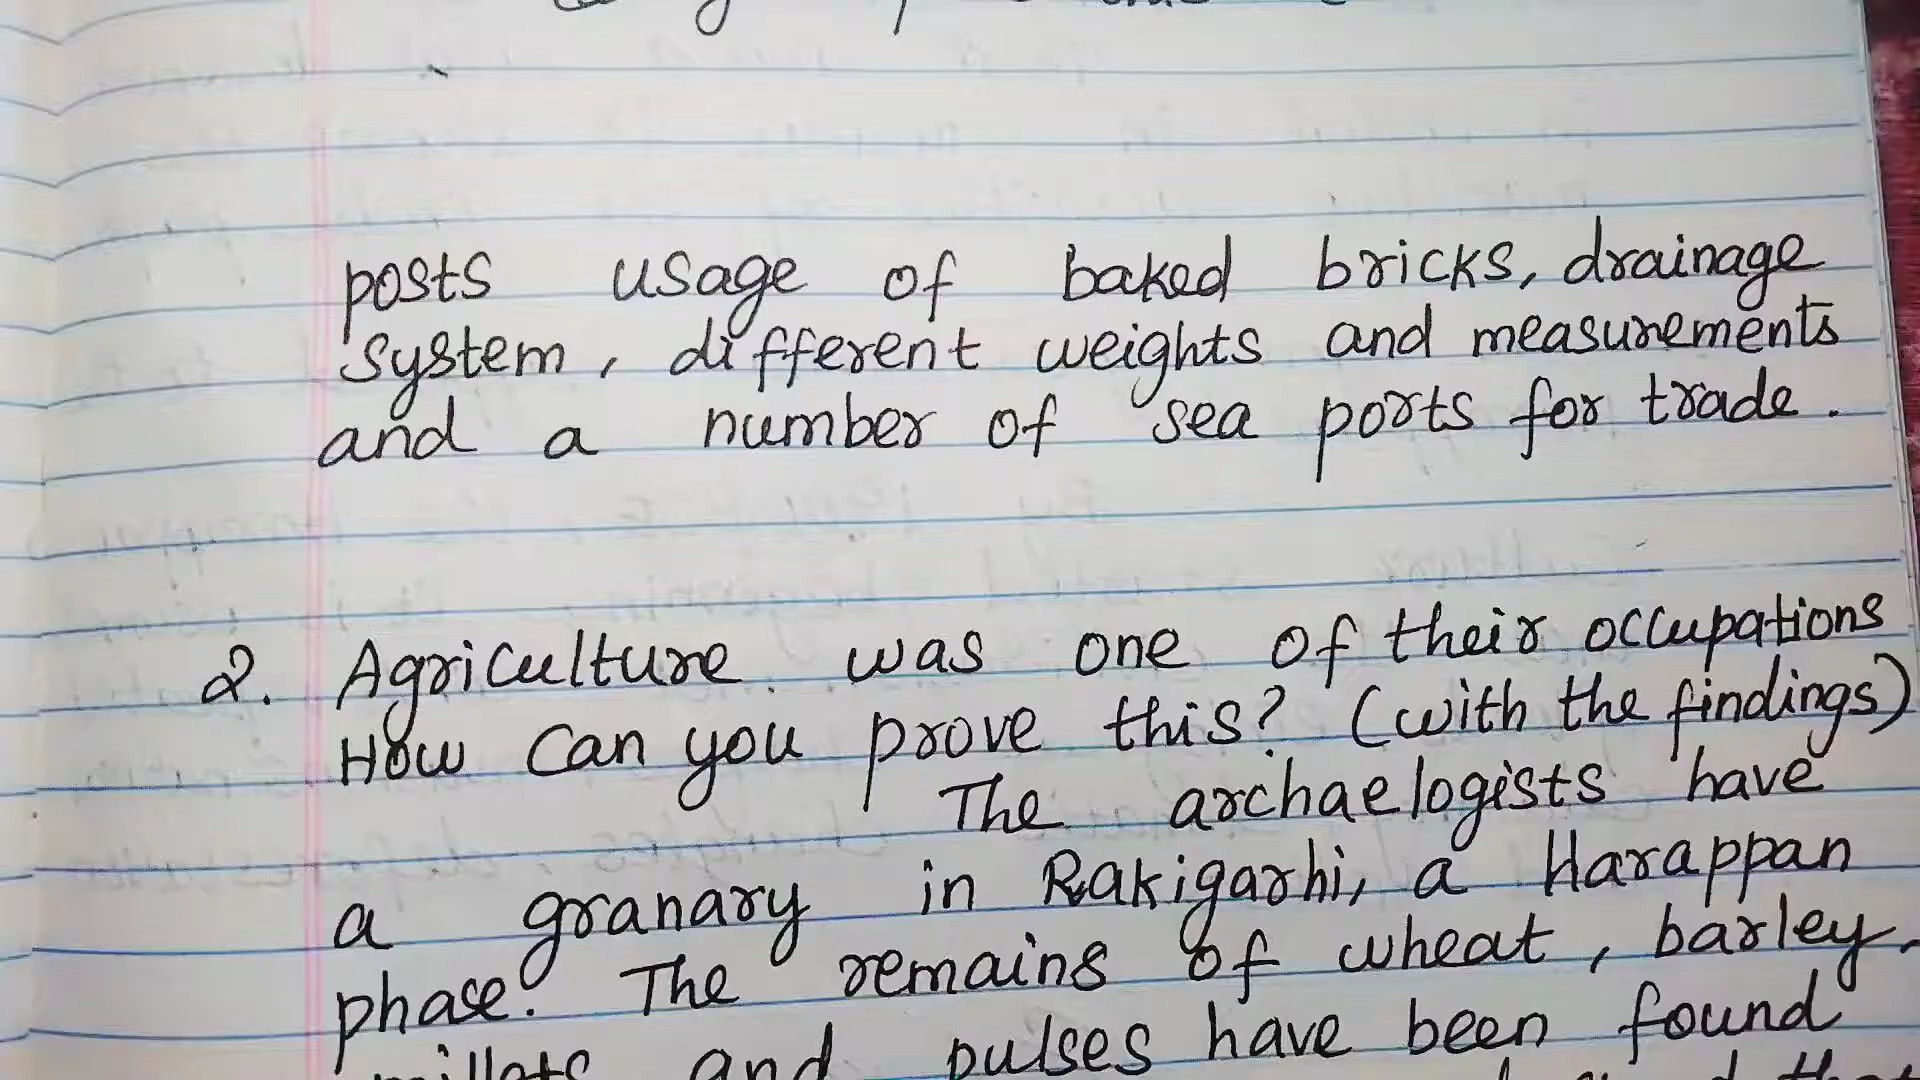 posts usage of baked bricks, drainage
system, different weights and measurements
and a number of sea ports for trade.
2. Agriculture was one of their occupations
How can you prove this? (with the findings)
The archaelogists have
a granary in Rakigarhi, a Harappan
phase. The remains of wheat, barley,
millets and pulses have been found